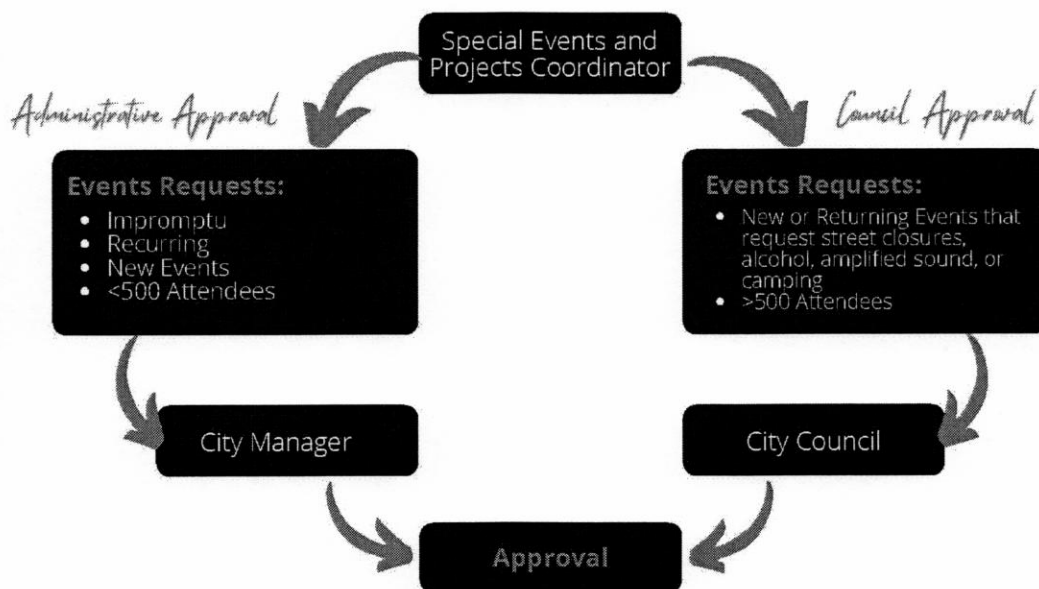 Special Events and
Projects Coordinator
Administrative Approval
Council Approval
Events Requests:
• Impromptu
• Recurring
• New Events
• <500 Attendees
Events Requests:
• New or Returning Events that
request street closures,
alcohol, amplified sound, or
camping
• >500 Attendees
City Manager
City Council
Approval